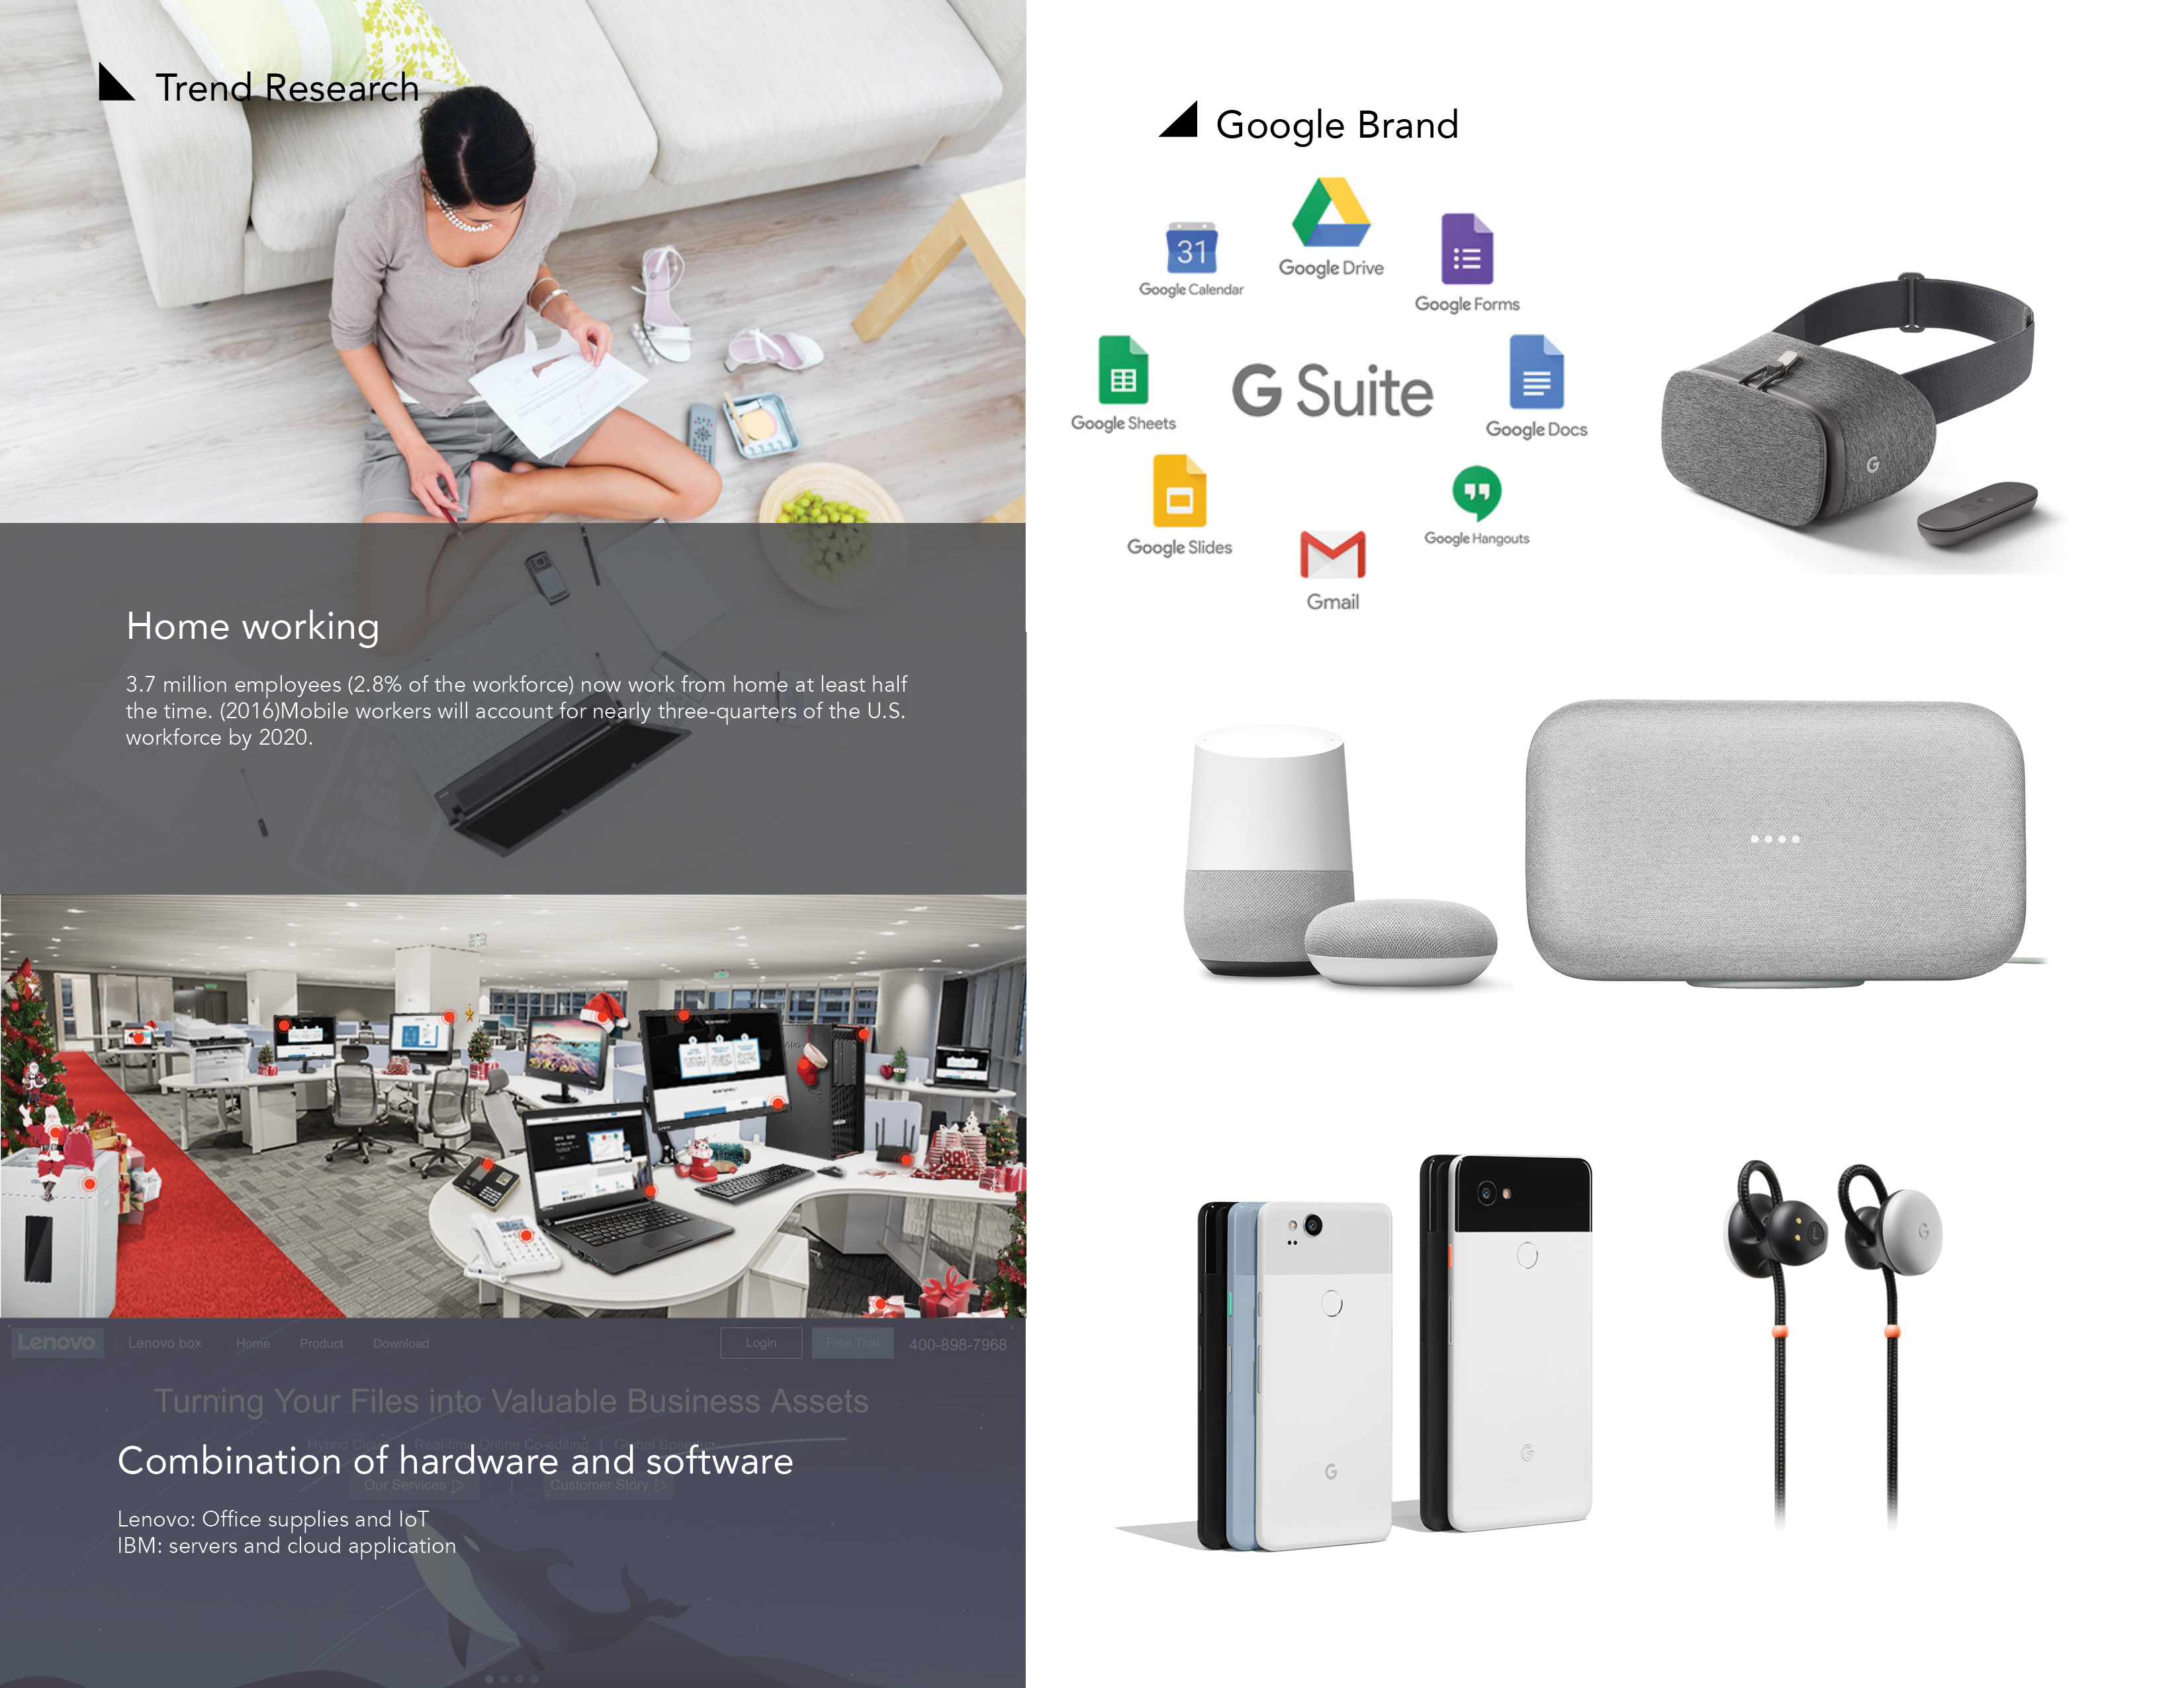 Trend Research
Home working
3.7 million employees (2.8% of the workforce) now work from home at least half
the time. (2016)Mobile workers will account for nearly three-quarters of the U.S.
workforce by 2020.
Lenovo
Lenovo box
Home
Product
Download
Login
Free Trial
400-898-7968
Turning Your Files into Valuable Business Assets
Hybrid Cloud | Real-time Online Co-editing | Global Speedup
Combination of hardware and software
Our Services
Customer Story
Lenovo: Office supplies and IoT
IBM: servers and cloud application
Google Brand
Google Drive
31
Google Calendar
Google Forms
G Suite
Google Sheets
Google Docs
Google Slides
Google Hangouts
Gmail
G
G
G
L
G